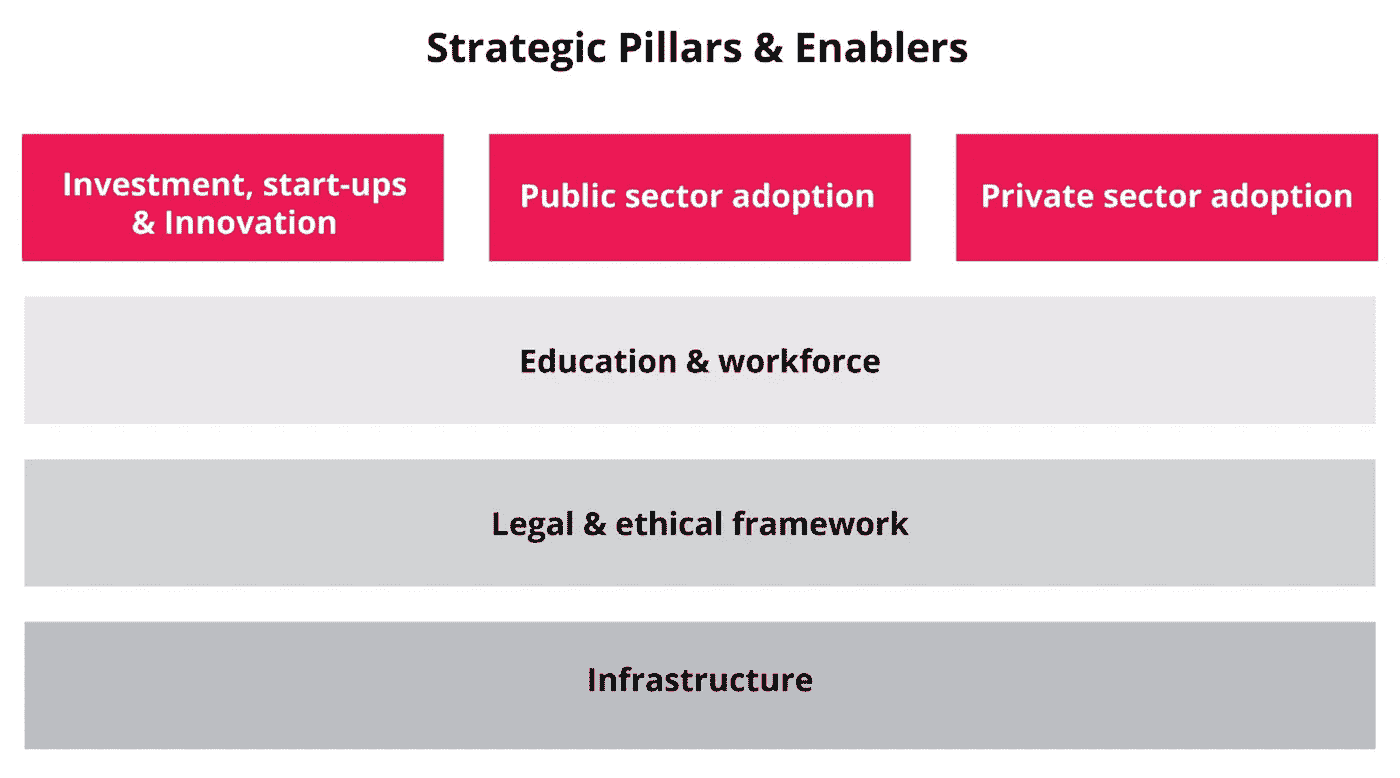 Strategic Pillars & Enablers
Investment, start-ups
& Innovation
Public sector adoption
Private sector adoption
Education & workforce
Legal & ethical framework
Infrastructure